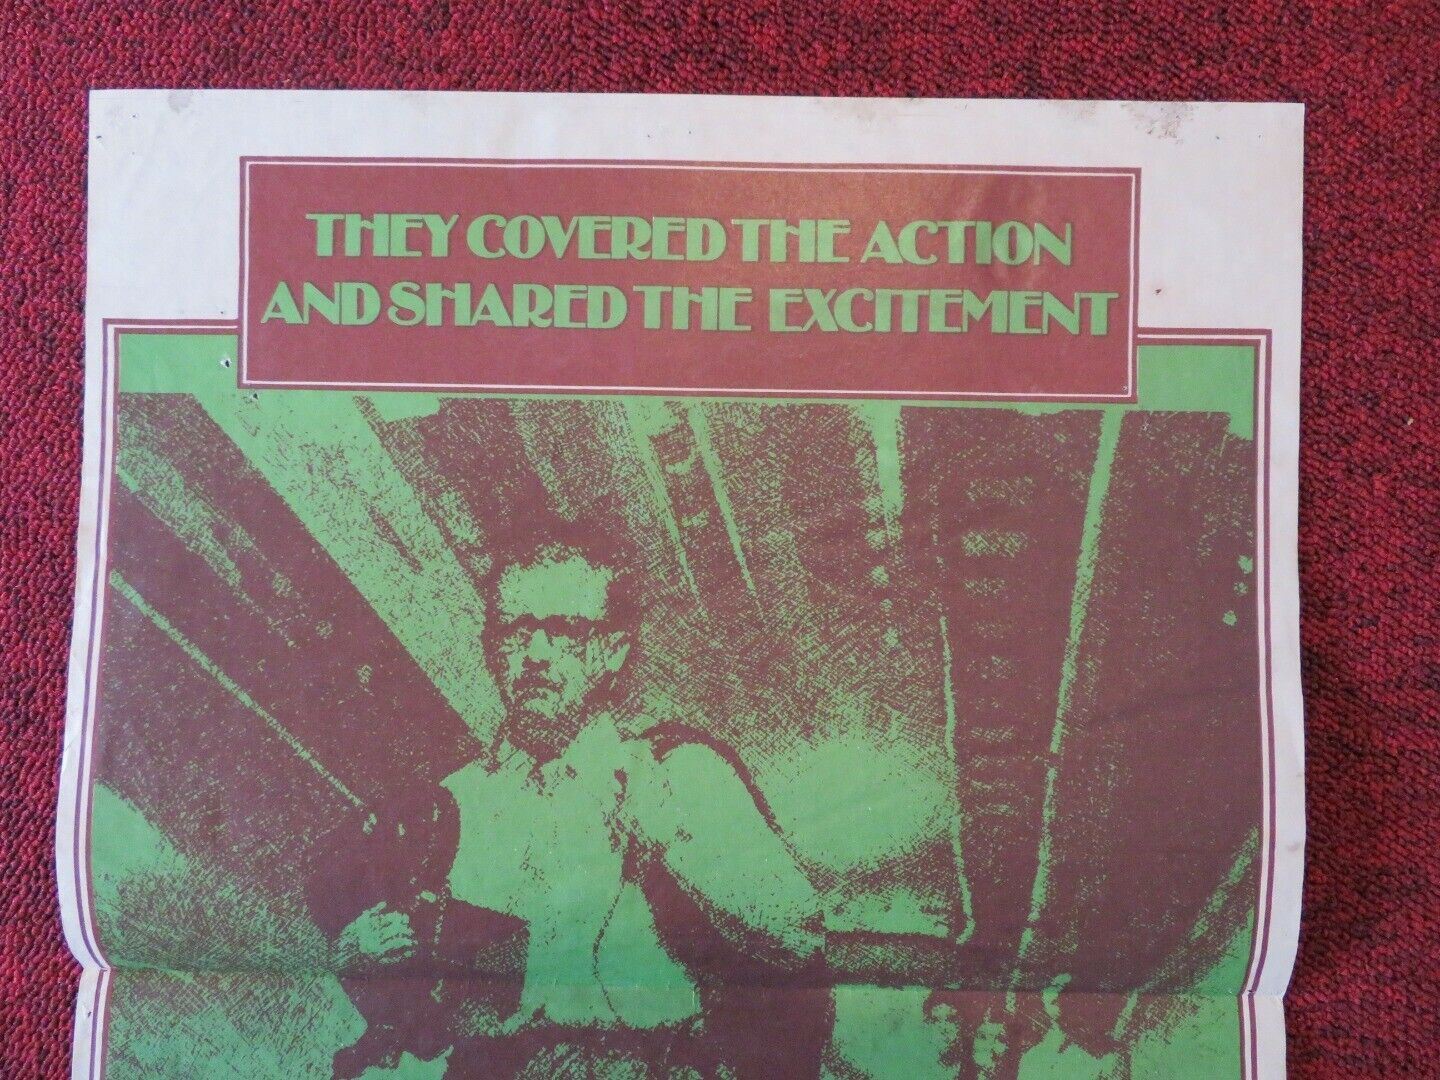 THEY COVERED THE ACTION
AND SHARED THE EXCITEMENT